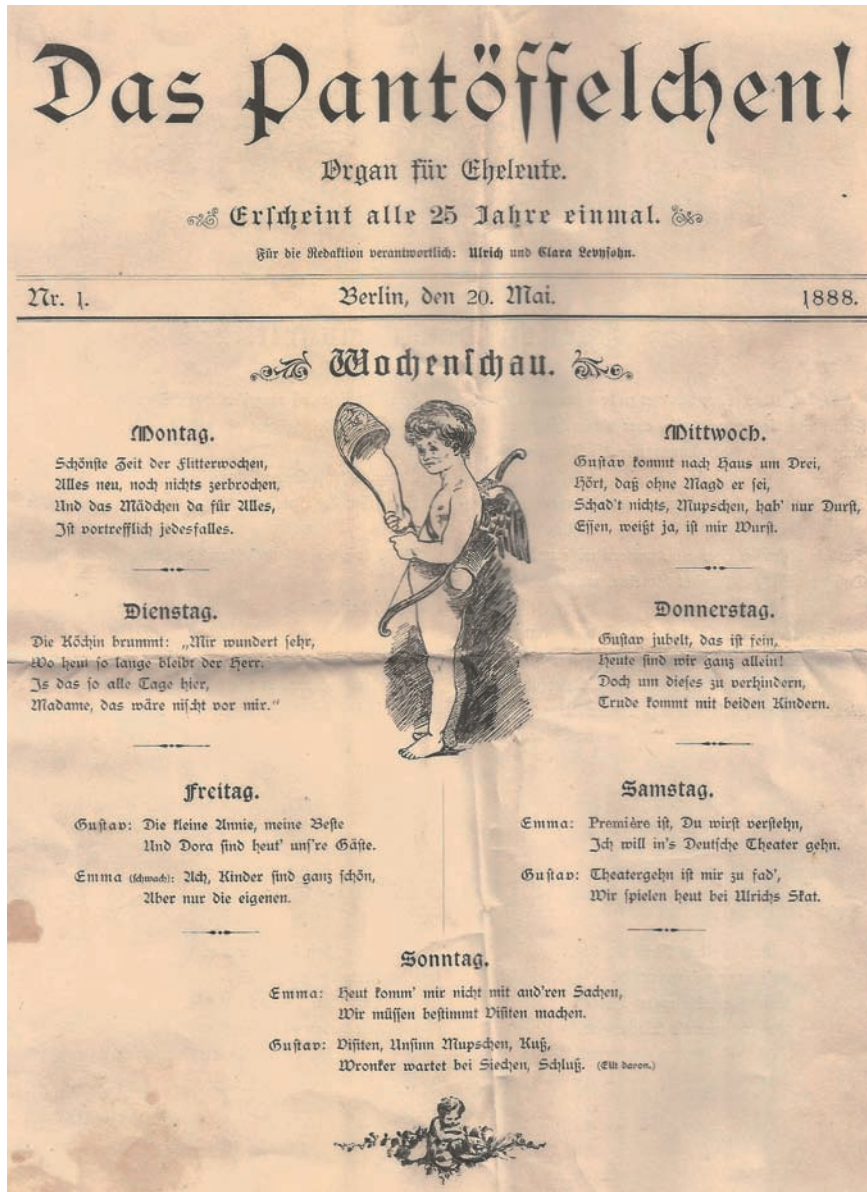 Das Pantöffelchen!
Organ für Eheleute.
Erscheint alle 25 Jahre einmal.
Für die Redaktion verantwortlich: Ulrich und Clara Levysohn.
Nr. 1. Berlin, den 20. Mai. 1888.
Wochenschau.
Montag.
Schönste Zeit der Flitterwochen,
Alles neu, noch nichts zerbrochen,
Und das Mädchen da für Alles,
Ist vortrefflich jedesfalles.
Dienstag.
Die Köchin brummt: „Mir wundert sehr,
Wo heut so lange bleibt der Herr.
Is das so alle Tage hier,
Madame, das wäre nischt vor mir.“
Mittwoch.
Gustav kommt nach Haus um Drei,
Hört, daß ohne Magd er sei,
Schad't nichts, Mupschen, hab' nur Durst,
Essen, weißt ja, ist mir Wurst.
Donnerstag.
Gustav jubelt, das ist fein,
Heute sind wir ganz allein!
Doch um dieses zu verhindern,
Trude kommt mit beiden Kindern.
Freitag.
Gustav: Die kleine Annie, meine Beste
Und Dora sind heut' uns're Gäste.
Emma (schwach): Ach, Kinder sind ganz schön,
Aber nur die eigenen.
Samstag.
Emma: Première ist, Du wirst verstehn,
Ich will in's Deutsche Theater gehn.
Gustav: Theatergehn ist mir zu fad',
Wir spielen heut bei Ulrichs Skat.
Sonntag.
Emma: Heut komm' mir nicht mit and'ren Sachen,
Wir müssen bestimmt Visiten machen.
Gustav: Visiten, Unsinn Mupschen, Kuß,
Wronker wartet bei Siechen, Schluß. (Eilt davon.)